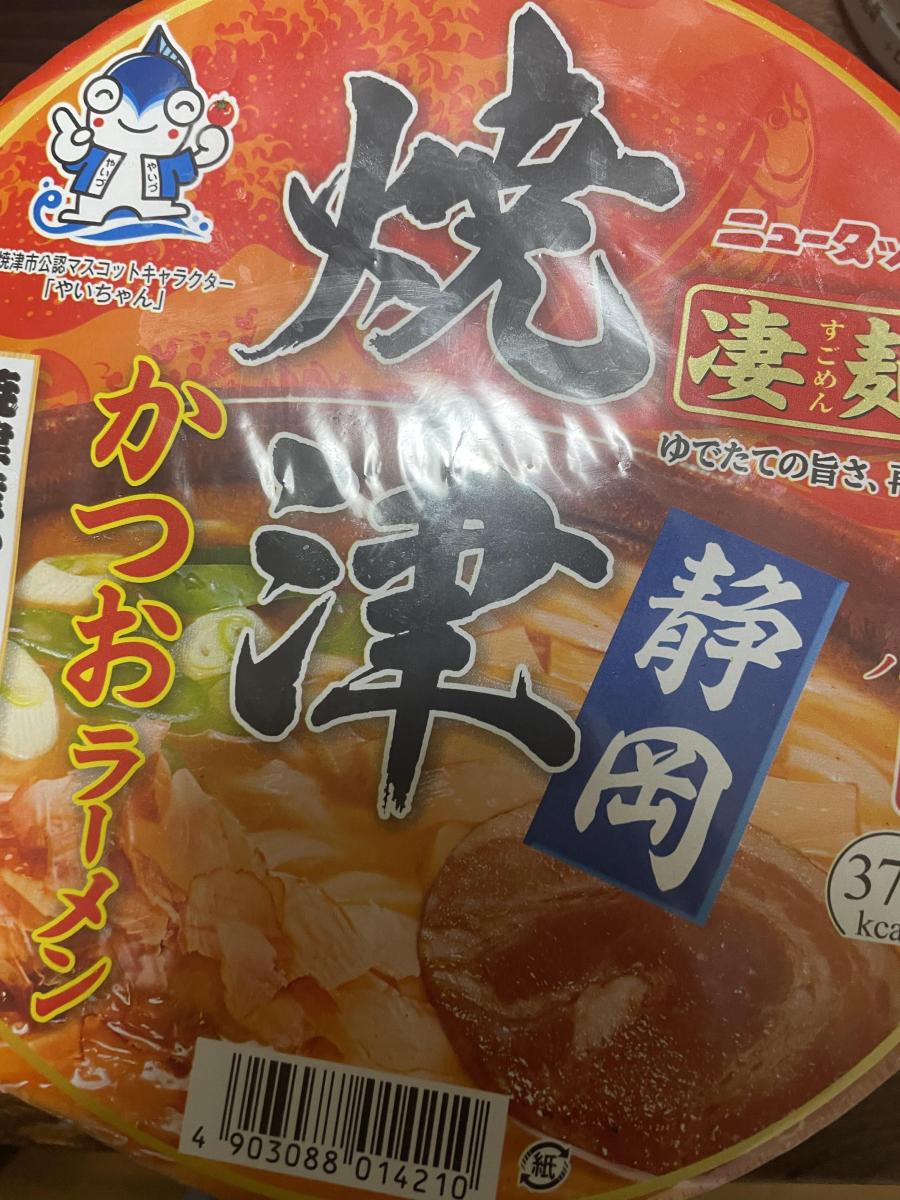 やいづ
やいづ
焼津市公認マスコットキャラクター
「やいちゃん」
焼津
ニュータッ
凄麺
すごめん
ゆでたての旨さ、再
かつおラーメン
静岡
37
kca
4 903088 014210
紙